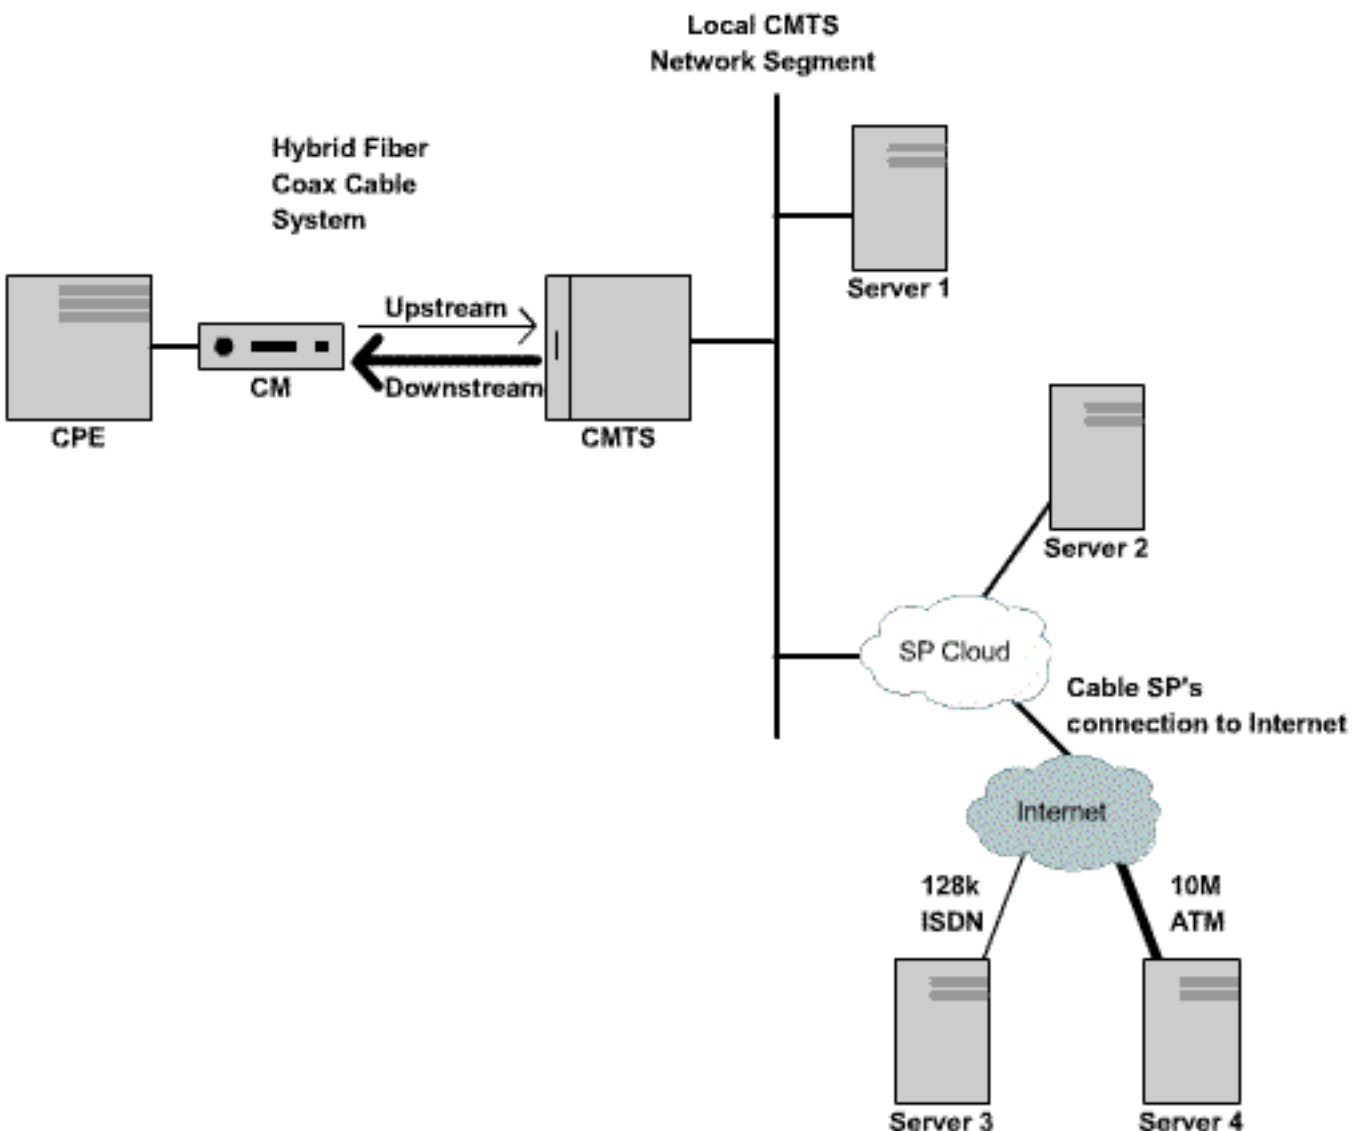 Local CMTS
Network Segment
Hybrid Fiber
Coax Cable
System
Server 1
Upstream
Downstream
CM
CPE
CMTS
Server 2
SP Cloud
Cable SP's
connection to Internet
Internet
128k
ISDN
10M
ATM
Server 3
Server 4